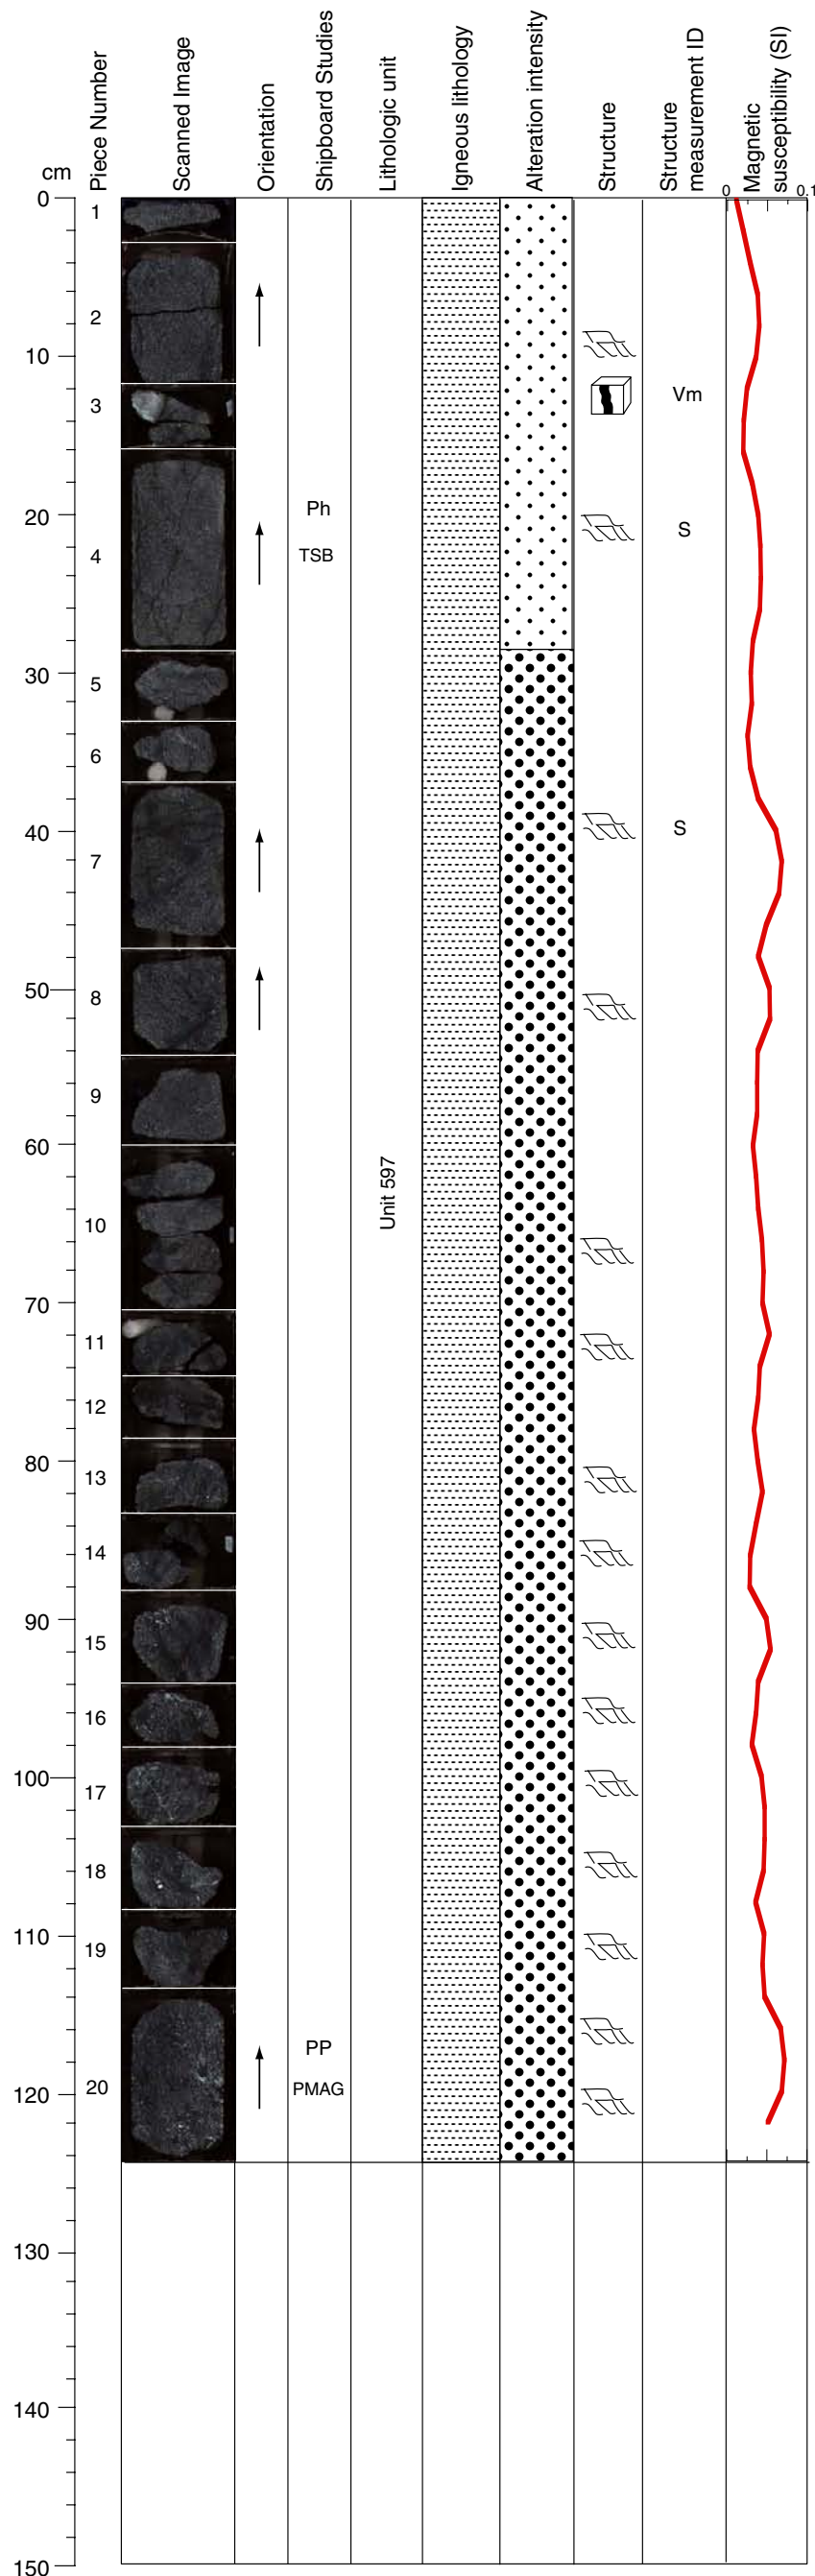 cm
Piece Number
Scanned Image
Orientation
Shipboard Studies
Lithologic unit
Igneous lithology
Alteration intensity
Structure
Structure
measurement ID
Magnetic
susceptibility (SI)
0
0.1
0
1
2
10
3
Vm
Ph
20
S
4
TSB
30
5
6
40
S
7
50
8
9
60
Unit 597
10
70
11
12
80
13
14
90
15
16
100
17
18
110
19
PP
120
20
PMAG
130
140
150